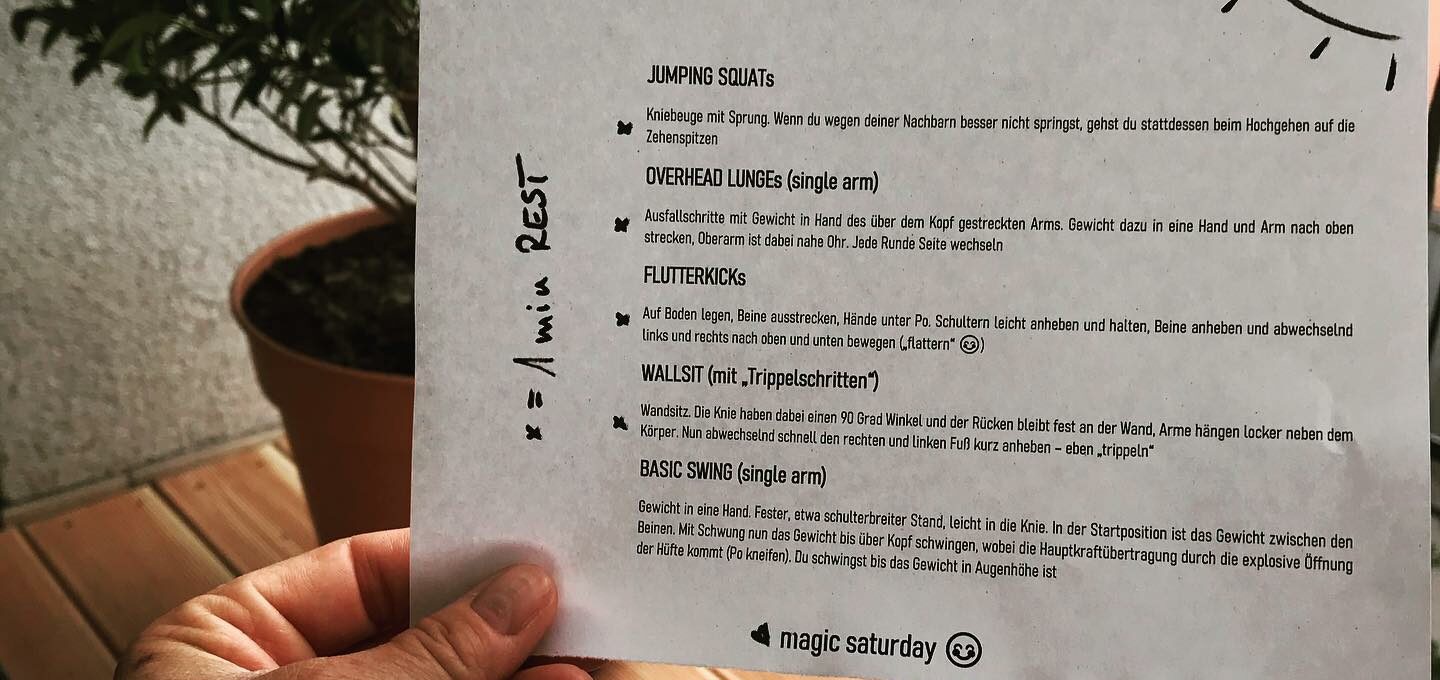 JUMPING SQUATs
Kniebeuge mit Sprung. Wenn du wegen deiner Nachbarn besser nicht springst, gehst du stattdessen beim Hochgehen auf die
Zehenspitzen
OVERHEAD LUNGEs (single arm)
Ausfallschritte mit Gewicht in Hand des über dem Kopf gestreckten Arms. Gewicht dazu in eine Hand und Arm nach oben
strecken, Oberarm ist dabei nahe Ohr. Jede Runde Seite wechseln
FLUTTERKICKs
Auf Boden legen, Beine ausstrecken, Hände unter Po. Schultern leicht anheben und halten, Beine anheben und abwechselnd
links und rechts nach oben und unten bewegen („flattern“ 😊)
WALLSIT (mit „Trippelschritten“)
Wandsitz. Die Knie haben dabei einen 90 Grad Winkel und der Rücken bleibt fest an der Wand, Arme hängen locker neben dem
Körper. Nun abwechselnd schnell den rechten und linken Fuß kurz anheben – eben „trippeln“
BASIC SWING (single arm)
Gewicht in eine Hand. Fester, etwa schulterbreiter Stand, leicht in die Knie. In der Startposition ist das Gewicht zwischen den
Beinen. Mit Schwung nun das Gewicht bis über Kopf schwingen, wobei die Hauptkraftübertragung durch die explosive Öffnung
der Hüfte kommt (Po kneifen). Du schwingst bis das Gewicht in Augenhöhe ist
magic saturday 😊
x = 1 min REST